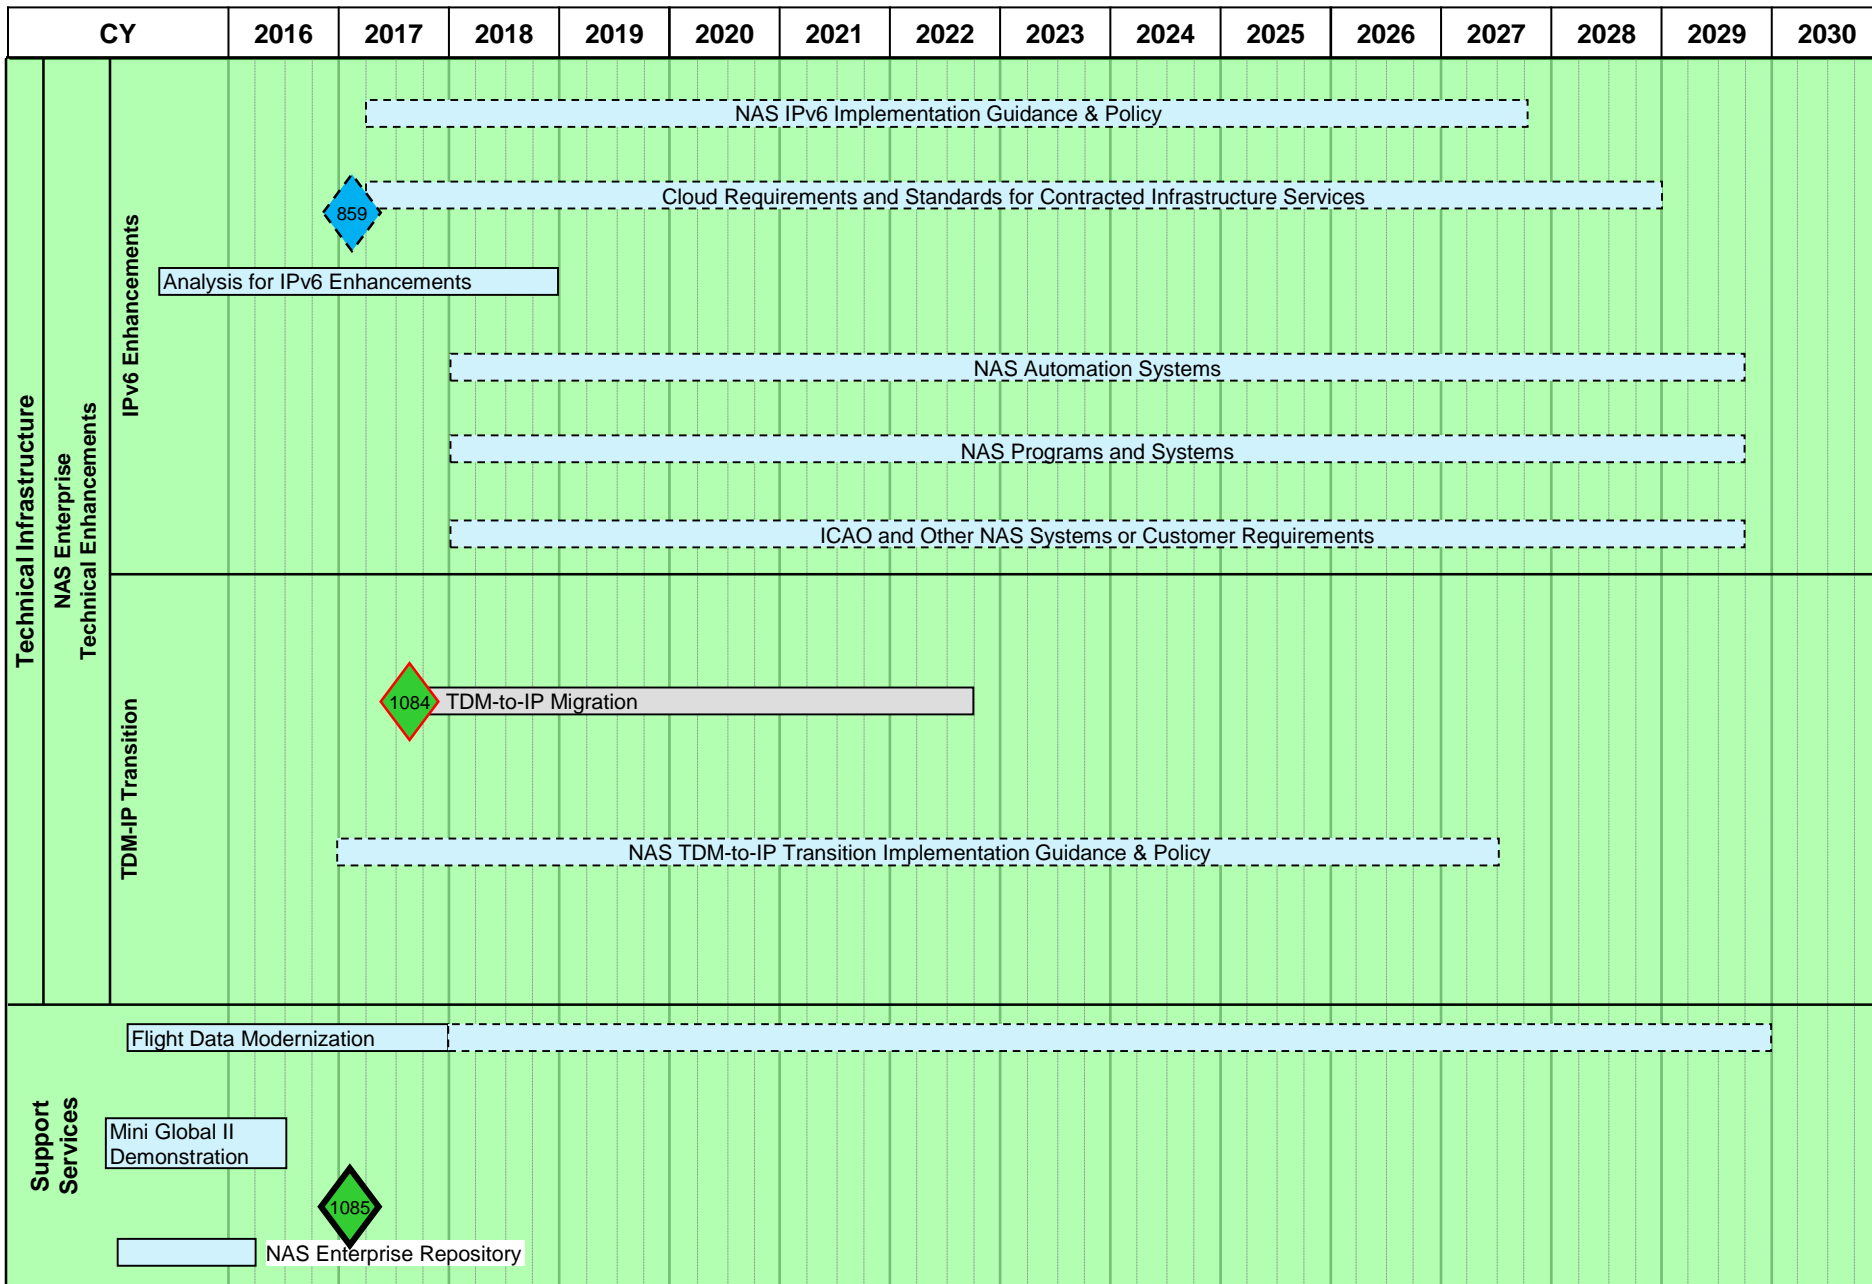 CY 2016 2017 2018 2019 2020 2021 2022 2023 2024 2025 2026 2027 2028 2029 2030
Technical Infrastructure
NAS Enterprise
Technical Enhancements
IPv6 Enhancements
NAS IPv6 Implementation Guidance & Policy
Cloud Requirements and Standards for Contracted Infrastructure Services
859
Analysis for IPv6 Enhancements
NAS Automation Systems
NAS Programs and Systems
ICAO and Other NAS Systems or Customer Requirements
TDM-IP Transition
1084
TDM-to-IP Migration
NAS TDM-to-IP Transition Implementation Guidance & Policy
Support
Services
Flight Data Modernization
Mini Global II
Demonstration
1085
NAS Enterprise Repository